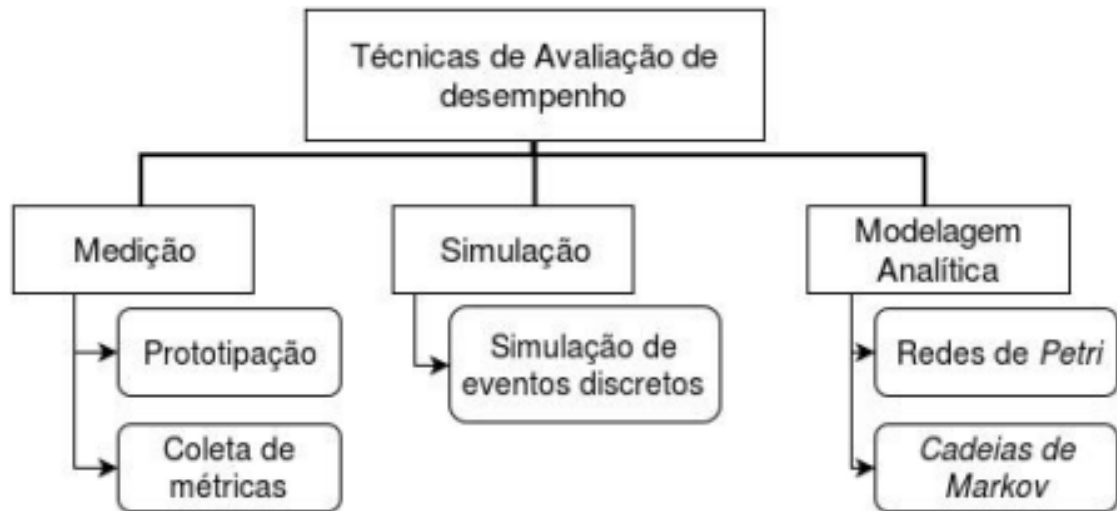 Técnicas de Avaliação de
desempenho
Medição
Simulação
Modelagem
Analítica
Prototipação
Simulação de
eventos discretos
Redes de Petri
Coleta de
métricas
Cadeias de
Markov